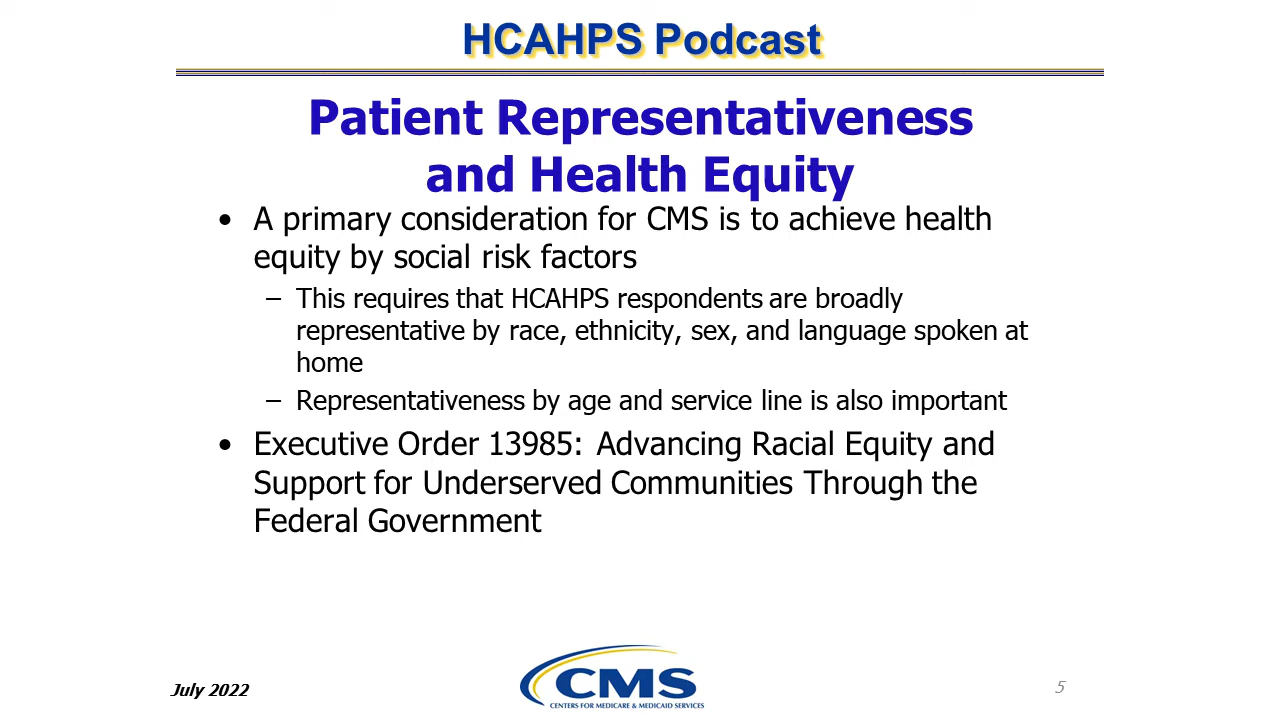 HCAHPS Podcast
Patient Representativeness
and Health Equity
• A primary consideration for CMS is to achieve health
equity by social risk factors
– This requires that HCAHPS respondents are broadly
representative by race, ethnicity, sex, and language spoken at
home
– Representativeness by age and service line is also important
• Executive Order 13985: Advancing Racial Equity and
Support for Underserved Communities Through the
Federal Government
July 2022
CMS
CENTERS FOR MEDICARE & MEDICAID SERVICES
5